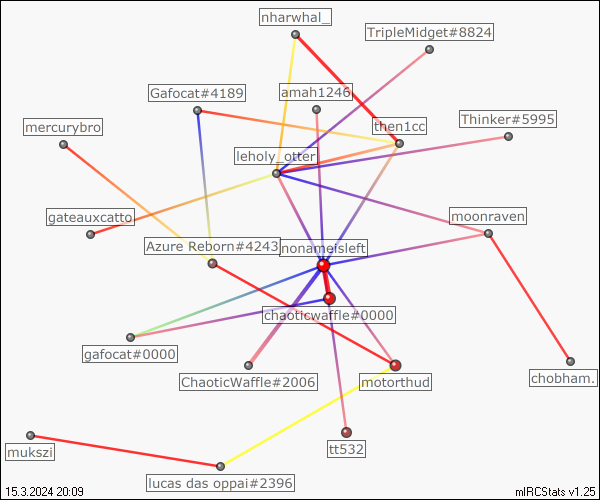 nharwhal_
TripleMidget#8824
Gafocat#4189
amah1246
mercurybro
then1cc
Thinker#5995
leholy_otter
gateauxcatto
moonraven
Azure Reborn#4243
nonameisleft
chaoticwaffle#0000
gafocat#0000
ChaoticWaffle#2006
motorthud
chobham.
mukszi
tt532
lucas das oppai#2396
15.3.2024 20:09
mIRCStats v1.25